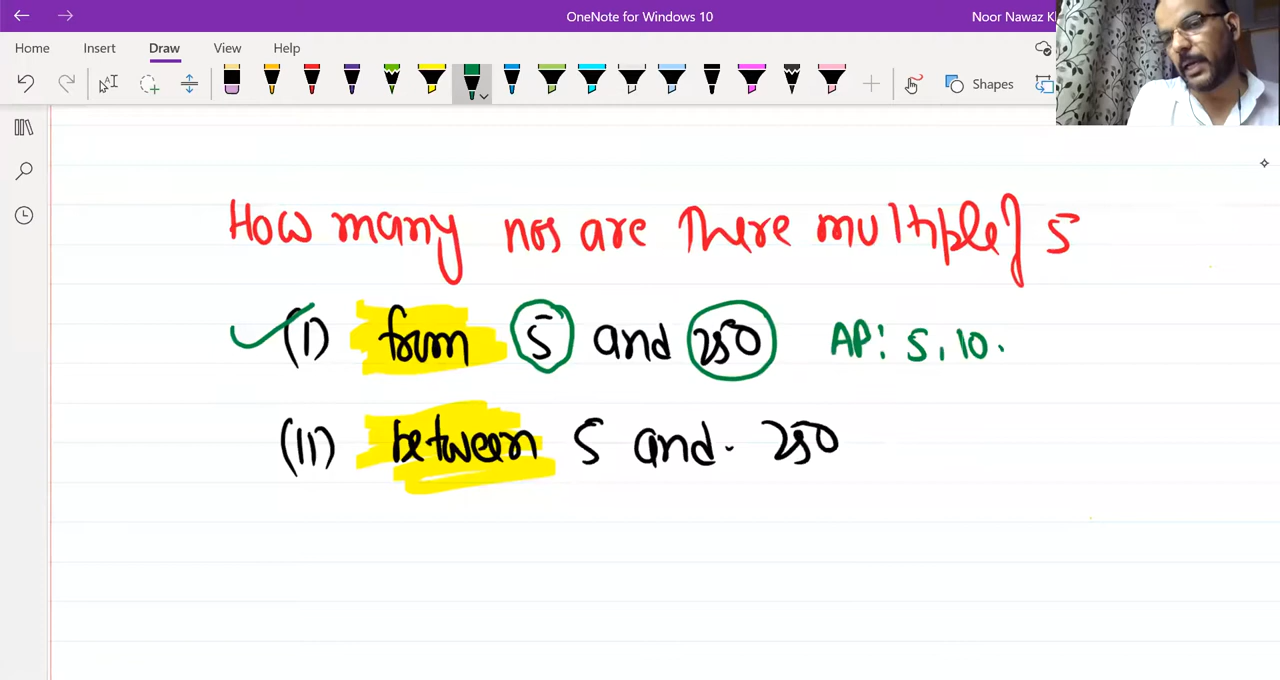 OneNote for Windows 10
Noor Nawaz K
Home Insert Draw View Help
Shapes
How many nos are there multiple of 5
(I) from 5 and 250 AP: 5, 10.
(II) between 5 and 250